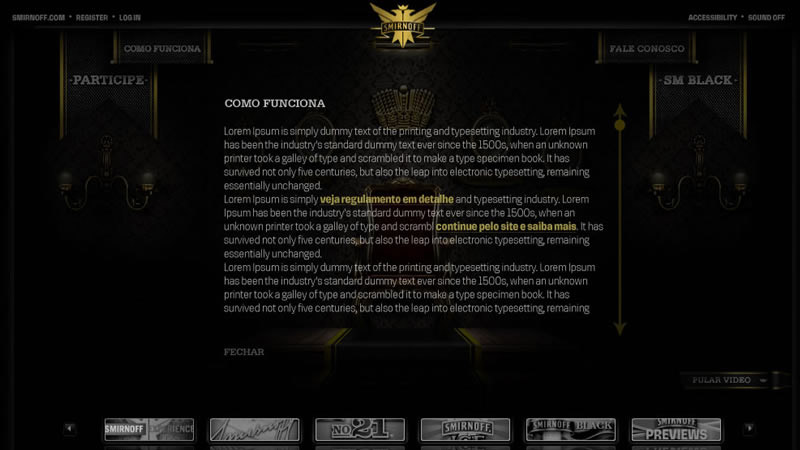 SMIRNOFF.COM • REGISTER • LOG IN
SMIRNOFF
ACCESSIBILITY • SOUND OFF
COMO FUNCIONA
FALE CONOSCO
-PARTICIPE-
-SM BLACK-
COMO FUNCIONA
Lorem Ipsum is simply dummy text of the printing and typesetting industry. Lorem Ipsum
has been the industry's standard dummy text ever since the 1500s, when an unknown
printer took a galley of type and scrambled it to make a type specimen book. It has
survived not only five centuries, but also the leap into electronic typesetting, remaining
essentially unchanged.
Lorem Ipsum is simply veja regulamento em detalhe and typesetting industry. Lorem
Ipsum has been the industry's standard dummy text ever since the 1500s, when an
unknown printer took a galley of type and scrambl continue pelo site e saiba mais. It has
survived not only five centuries, but also the leap into electronic typesetting, remaining
essentially unchanged.
Lorem Ipsum is simply dummy text of the printing and typesetting industry. Lorem Ipsum
has been the industry's standard dummy text ever since the 1500s, when an unknown
printer took a galley of type and scrambled it to make a type specimen book. It has
survived not only five centuries, but also the leap into electronic typesetting, remaining
FECHAR
PULAR VIDEO
SMIRNOFF EXPERIENCE
Smirnoff
No 21
SMIRNOFF ICE
SMIRNOFF BLACK
SMIRNOFF PREVIEWS